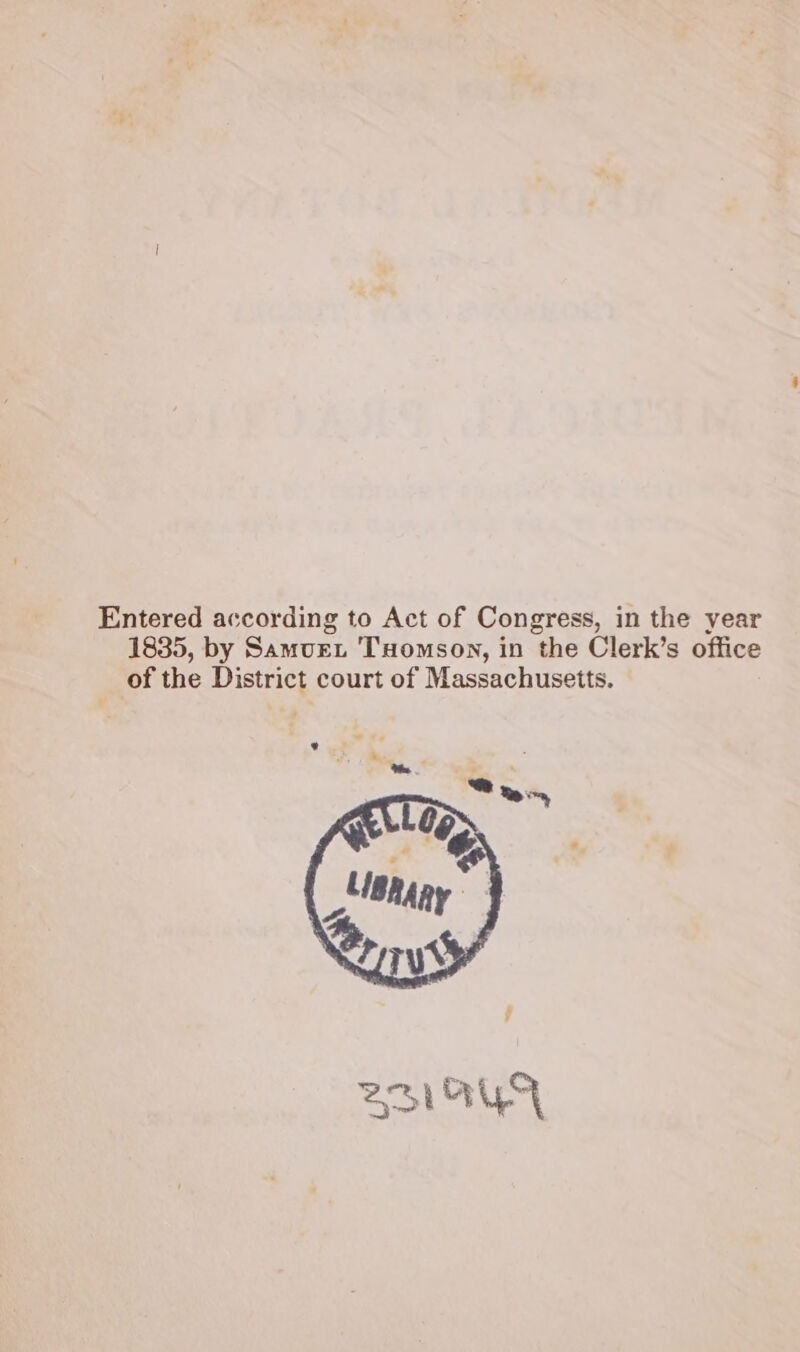 Entered according to Act of Congress, in the year
1835, by Samuel Thomson, in the Clerk's office
of the District court of Massachusetts.
LIBRARY
331949